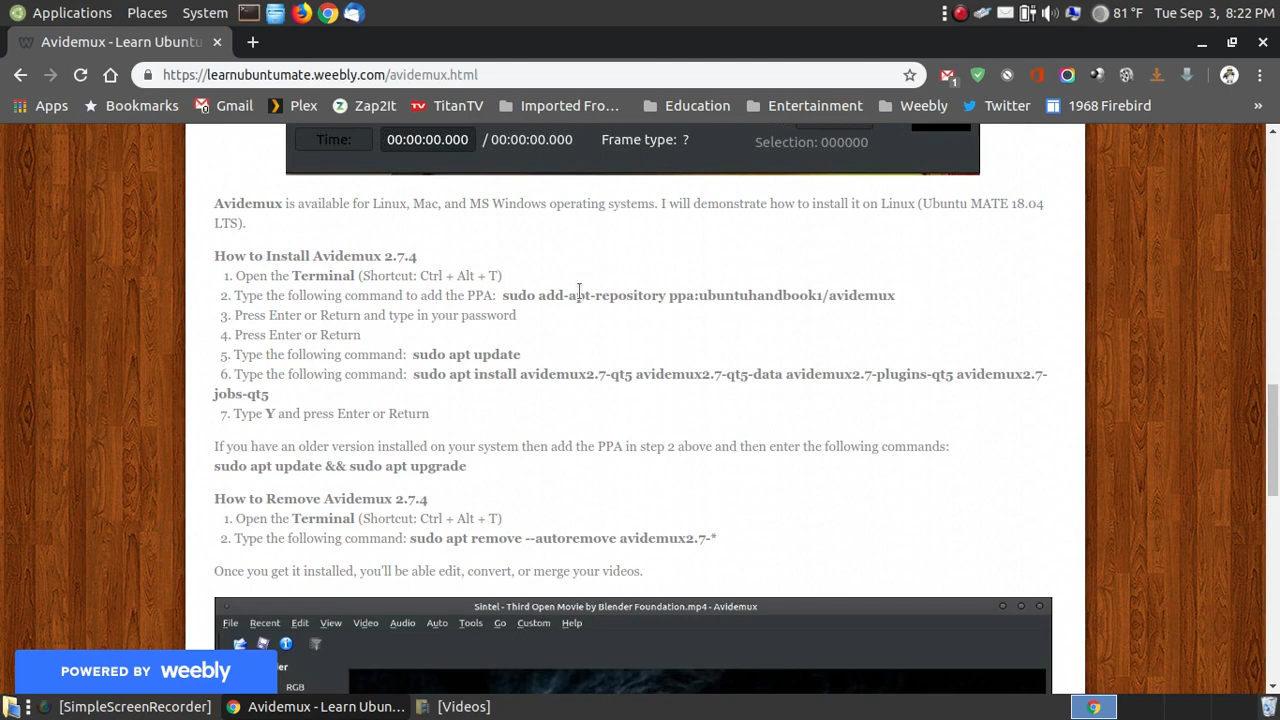 Applications Places System 81 °F Tue Sep 3, 8:22 PM
Avidemux - Learn Ubuntu
https://learnubuntumate.weebly.com/avidemux.html
1
Apps Bookmarks Gmail Plex Zap2It TitanTV Imported Fro... Education Entertainment Weebly Twitter 1968 Firebird »
Time: 00:00:00.000 / 00:00:00.000 Frame type: ? Selection: 000000
Avidemux is available for Linux, Mac, and MS Windows operating systems. I will demonstrate how to install it on Linux (Ubuntu MATE 18.04
LTS).
How to Install Avidemux 2.7.4
1. Open the Terminal (Shortcut: Ctrl + Alt + T)
2. Type the following command to add the PPA: sudo add-apt-repository ppa:ubuntuhandbook1/avidemux
3. Press Enter or Return and type in your password
4. Press Enter or Return
5. Type the following command: sudo apt update
6. Type the following command: sudo apt install avidemux2.7-qt5 avidemux2.7-qt5-data avidemux2.7-plugins-qt5 avidemux2.7-
jobs-qt5
7. Type Y and press Enter or Return
If you have an older version installed on your system then add the PPA in step 2 above and then enter the following commands:
sudo apt update && sudo apt upgrade
How to Remove Avidemux 2.7.4
1. Open the Terminal (Shortcut: Ctrl + Alt + T)
2. Type the following command: sudo apt remove --autoremove avidemux2.7-*
Once you get it installed, you'll be able edit, convert, or merge your videos.
Sintel - Third Open Movie by Blender Foundation.mp4 - Avidemux
File Recent Edit View Video Audio Auto Tools Go Custom Help
POWERED BY weebly
RGB
[SimpleScreenRecorder] Avidemux - Learn Ubun... [Videos]